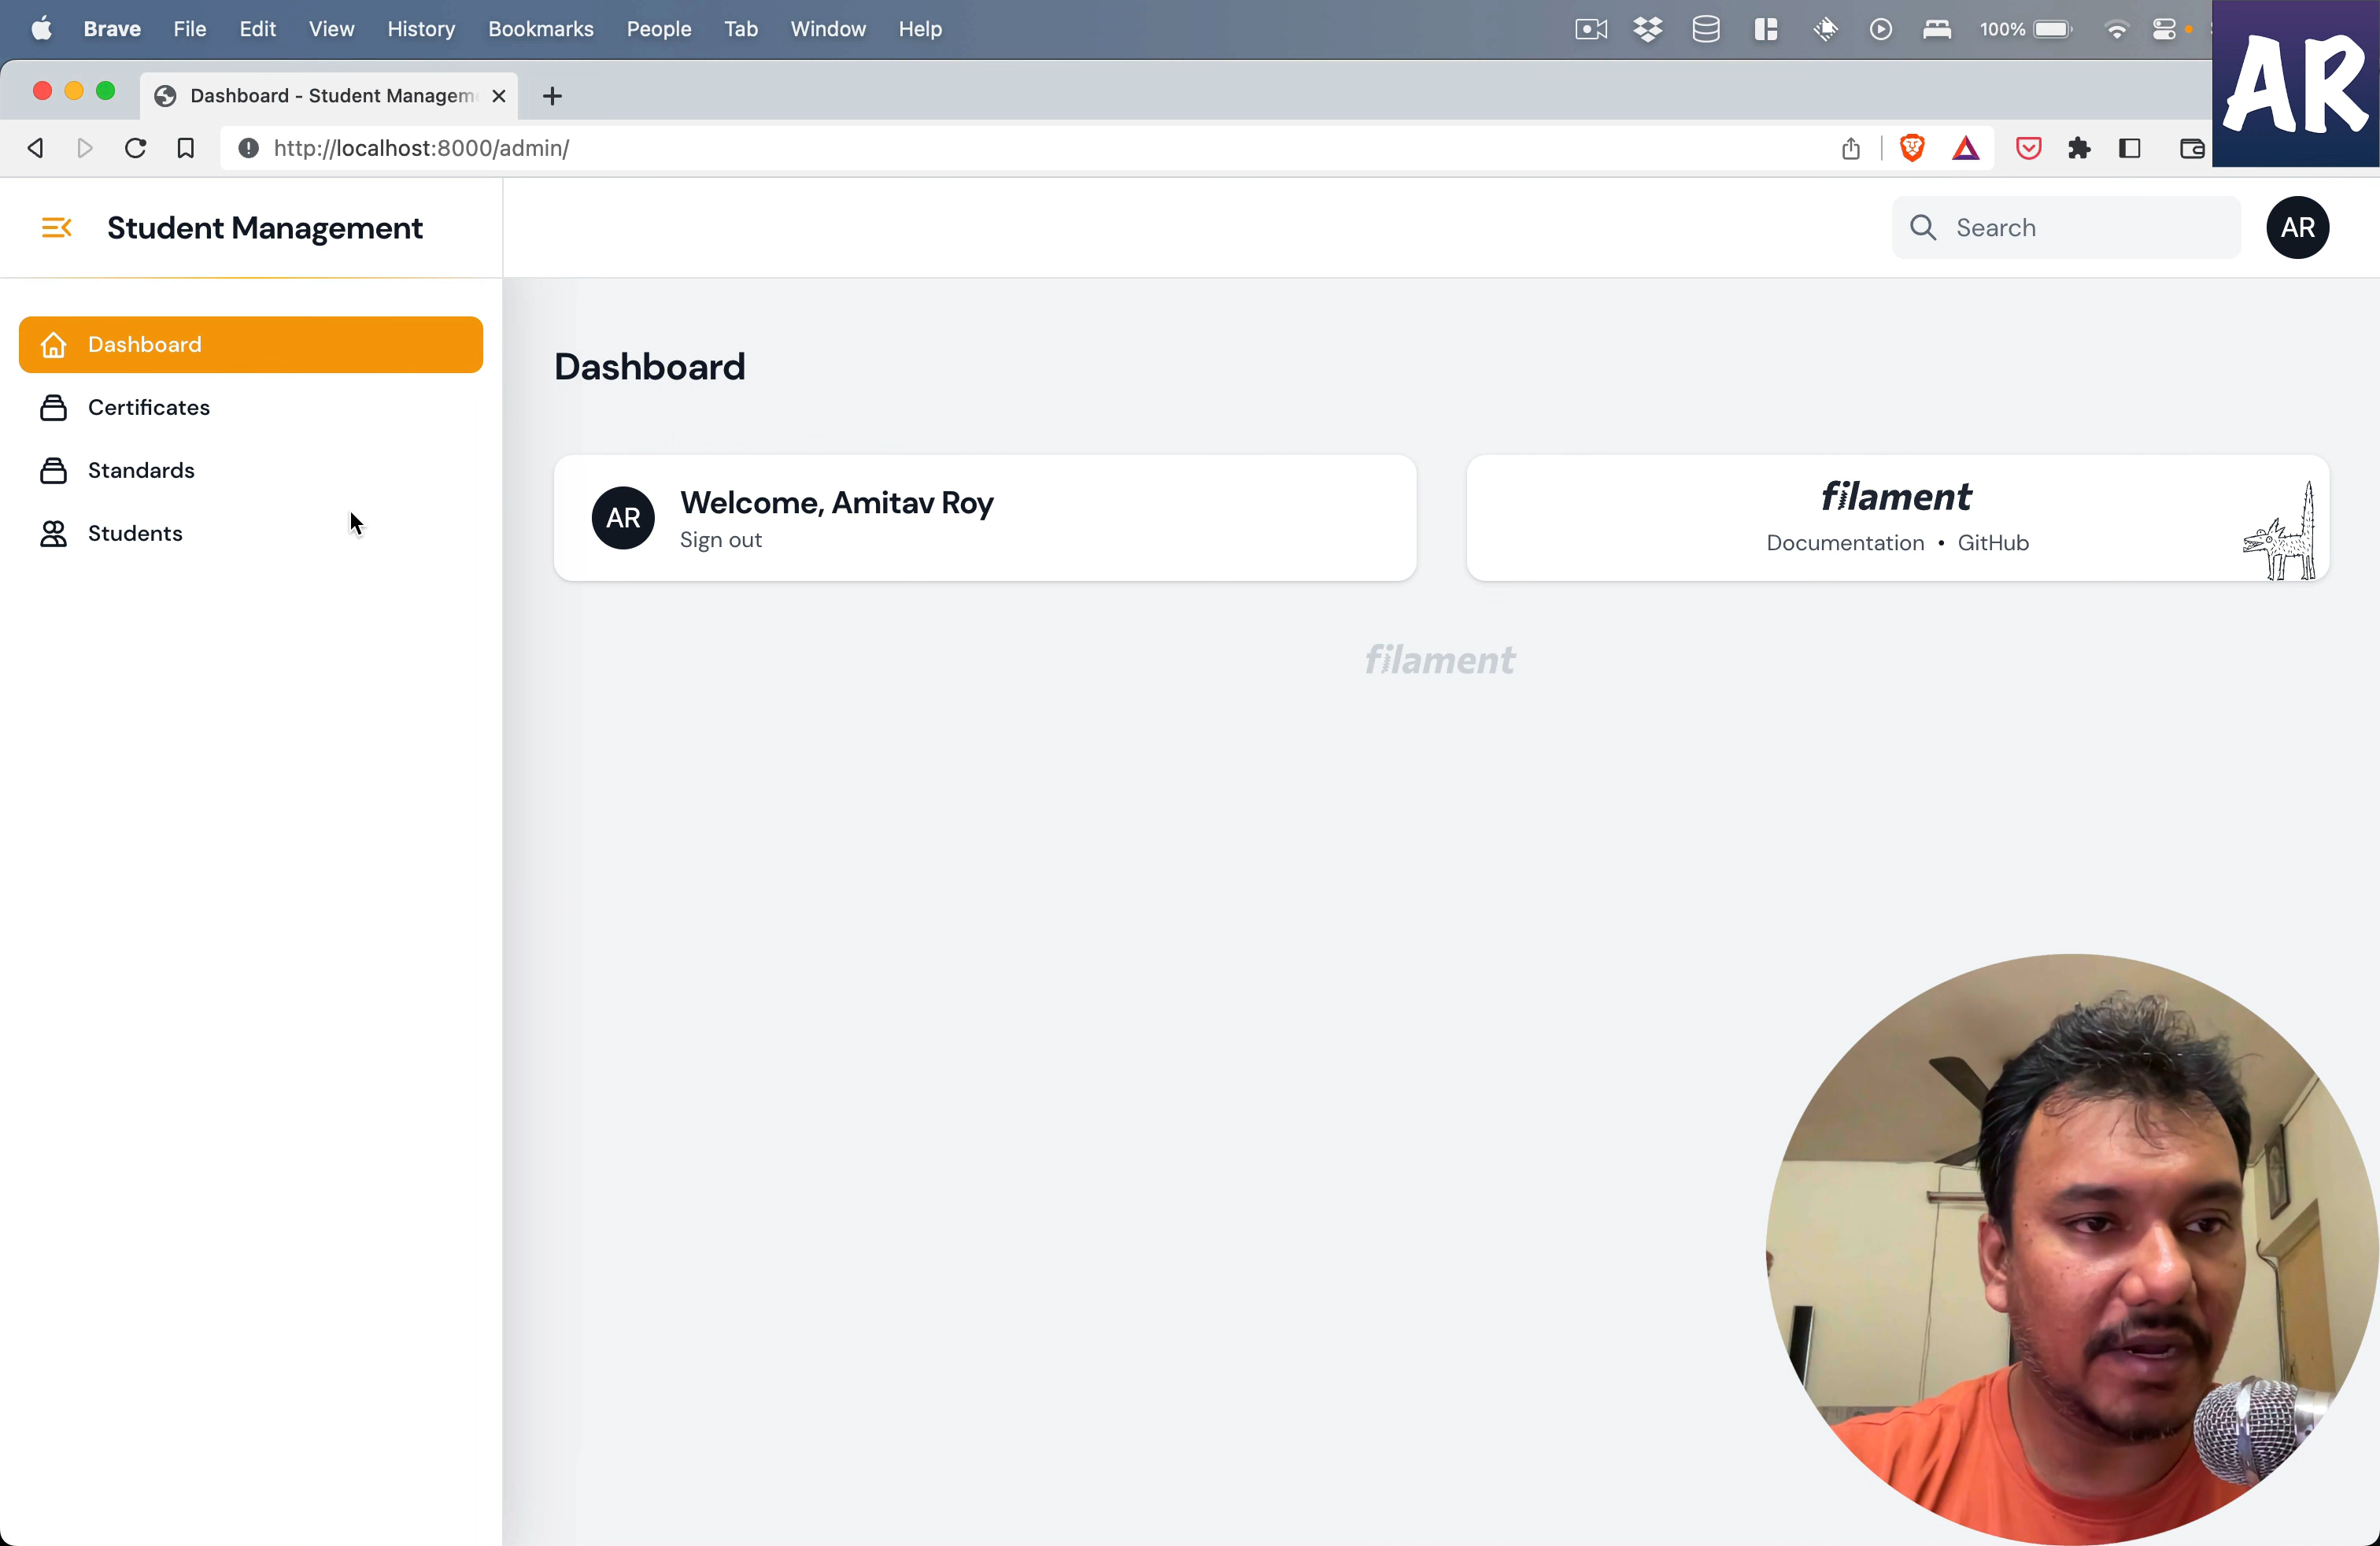 Brave File Edit View History Bookmarks People Tab Window Help 100%
AR
Dashboard - Student Managem
http://localhost:8000/admin/
Student Management
Search
AR
Dashboard
Certificates
Standards
Students
Dashboard
AR
Welcome, Amitav Roy
Sign out
filament
Documentation • GitHub
filament